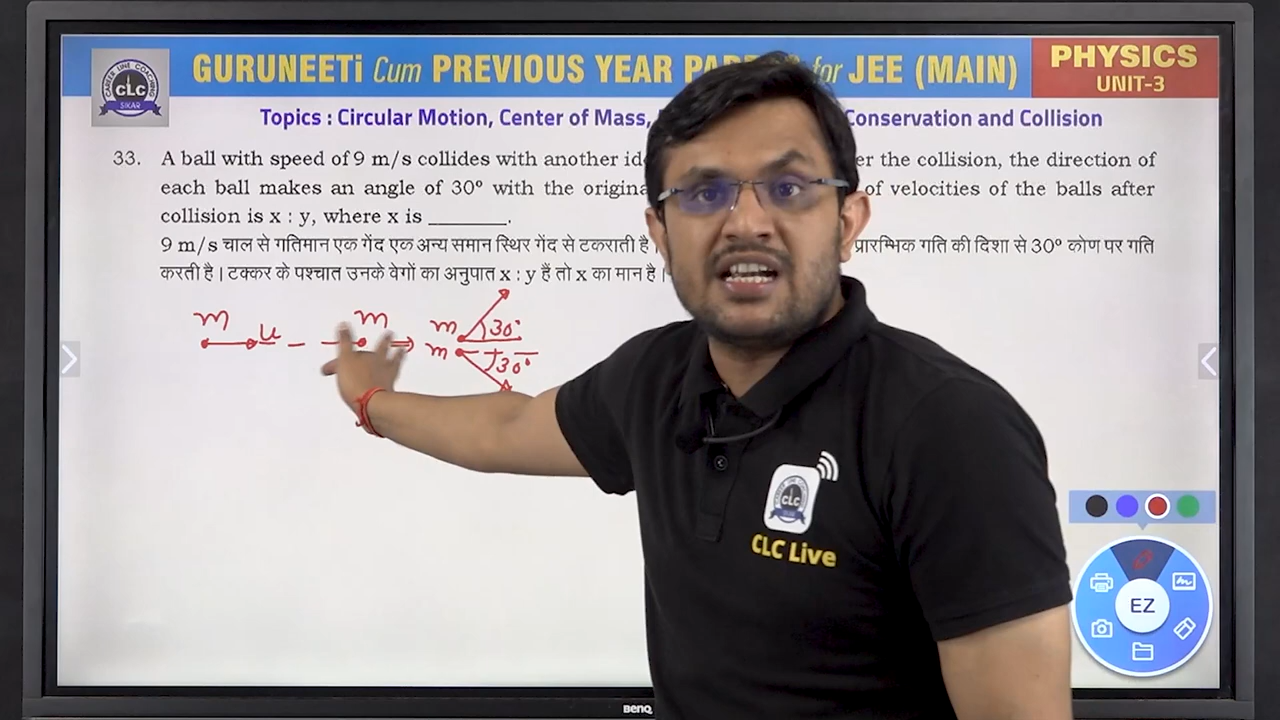 GURUNEETi Cum PREVIOUS YEAR for JEE (MAIN)
PHYSICS
UNIT-3
CAREER LINE COACHING
CLC
SIKAR
Topics : Circular Motion, Center of Mass, Conservation and Collision
33. A ball with speed of 9 m/s collides with another the collision, the direction of
each ball makes an angle of 30° with the of velocities of the balls after
collision is x : y, where x is ________.
9 m/s चाल से गतिमान एक गेंद एक अन्य समान स्थिर गेंद से टकराती है। प्रारम्भिक गति की दिशा से 30° कोण पर गति
करती है। टक्कर के पश्चात उनके वेगों का अनुपात x : y हैं तो x का मान है।
m u m m 30°
m 30°
CLC
CLC Live
EZ
BenQ